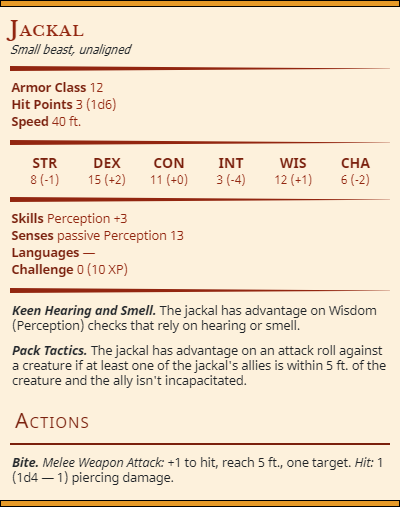 Jackal
Small beast, unaligned
Armor Class 12
Hit Points 3 (1d6)
Speed 40 ft.
STR DEX CON INT WIS CHA
8 (-1) 15 (+2) 11 (+0) 3 (-4) 12 (+1) 6 (-2)
Skills Perception +3
Senses passive Perception 13
Languages —
Challenge 0 (10 XP)
Keen Hearing and Smell. The jackal has advantage on Wisdom
(Perception) checks that rely on hearing or smell.
Pack Tactics. The jackal has advantage on an attack roll against
a creature if at least one of the jackal's allies is within 5 ft. of the
creature and the ally isn't incapacitated.
Actions
Bite. Melee Weapon Attack: +1 to hit, reach 5 ft., one target. Hit: 1
(1d4 — 1) piercing damage.